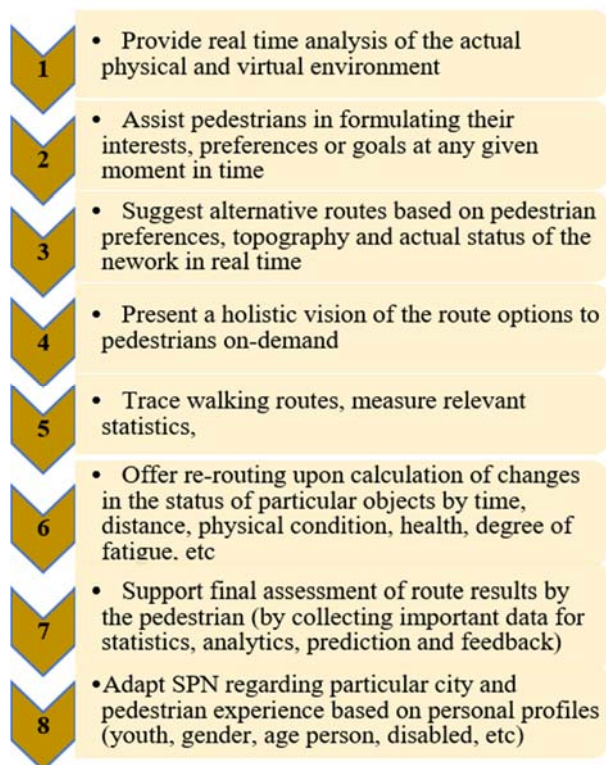 1
• Provide real time analysis of the actual
physical and virtual environment
2
• Assist pedestrians in formulating their
interests, preferences or goals at any given
moment in time
3
• Suggest alternative routes based on pedestrian
preferences, topography and actual status of the
nework in real time
4
• Present a holistic vision of the route options to
pedestrians on-demand
5
• Trace walking routes, measure relevant
statistics,
6
• Offer re-routing upon calculation of changes
in the status of particular objects by time,
distance, physical condition, health, degree of
fatigue, etc
7
• Support final assessment of route results by
the pedestrian (by collecting important data for
statistics, analytics, prediction and feedback)
8
•Adapt SPN regarding particular city and
pedestrian experience based on personal profiles
(youth, gender, age person, disabled, etc)